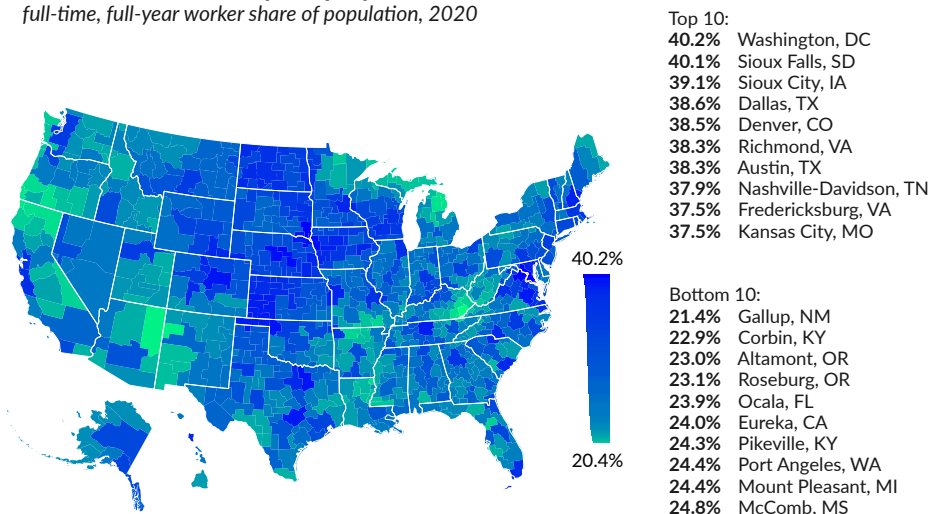 full-time, full-year worker share of population, 2020
Top 10:
40.2% Washington, DC
40.1% Sioux Falls, SD
39.1% Sioux City, IA
38.6% Dallas, TX
38.5% Denver, CO
38.3% Richmond, VA
38.3% Austin, TX
37.9% Nashville-Davidson, TN
37.5% Fredericksburg, VA
37.5% Kansas City, MO
40.2%
20.4%
Bottom 10:
21.4% Gallup, NM
22.9% Corbin, KY
23.0% Altamont, OR
23.1% Roseburg, OR
23.9% Ocala, FL
24.0% Eureka, CA
24.3% Pikeville, KY
24.4% Port Angeles, WA
24.4% Mount Pleasant, MI
24.8% McComb, MS